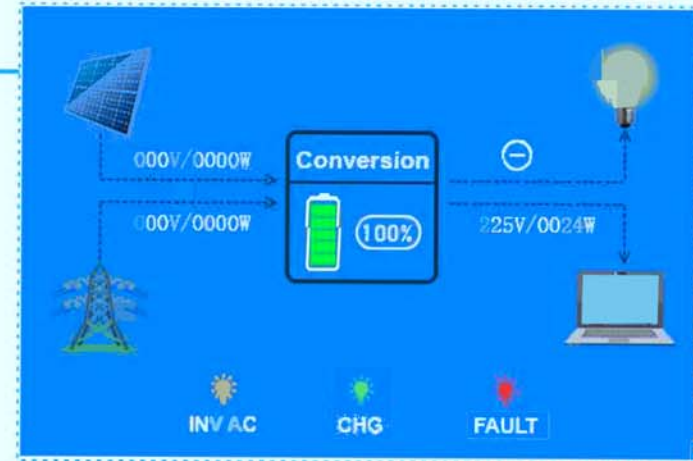 000V/0000W
Conversion
000V/0000W
100%
225V/0024W
INV AC
CHG
FAULT